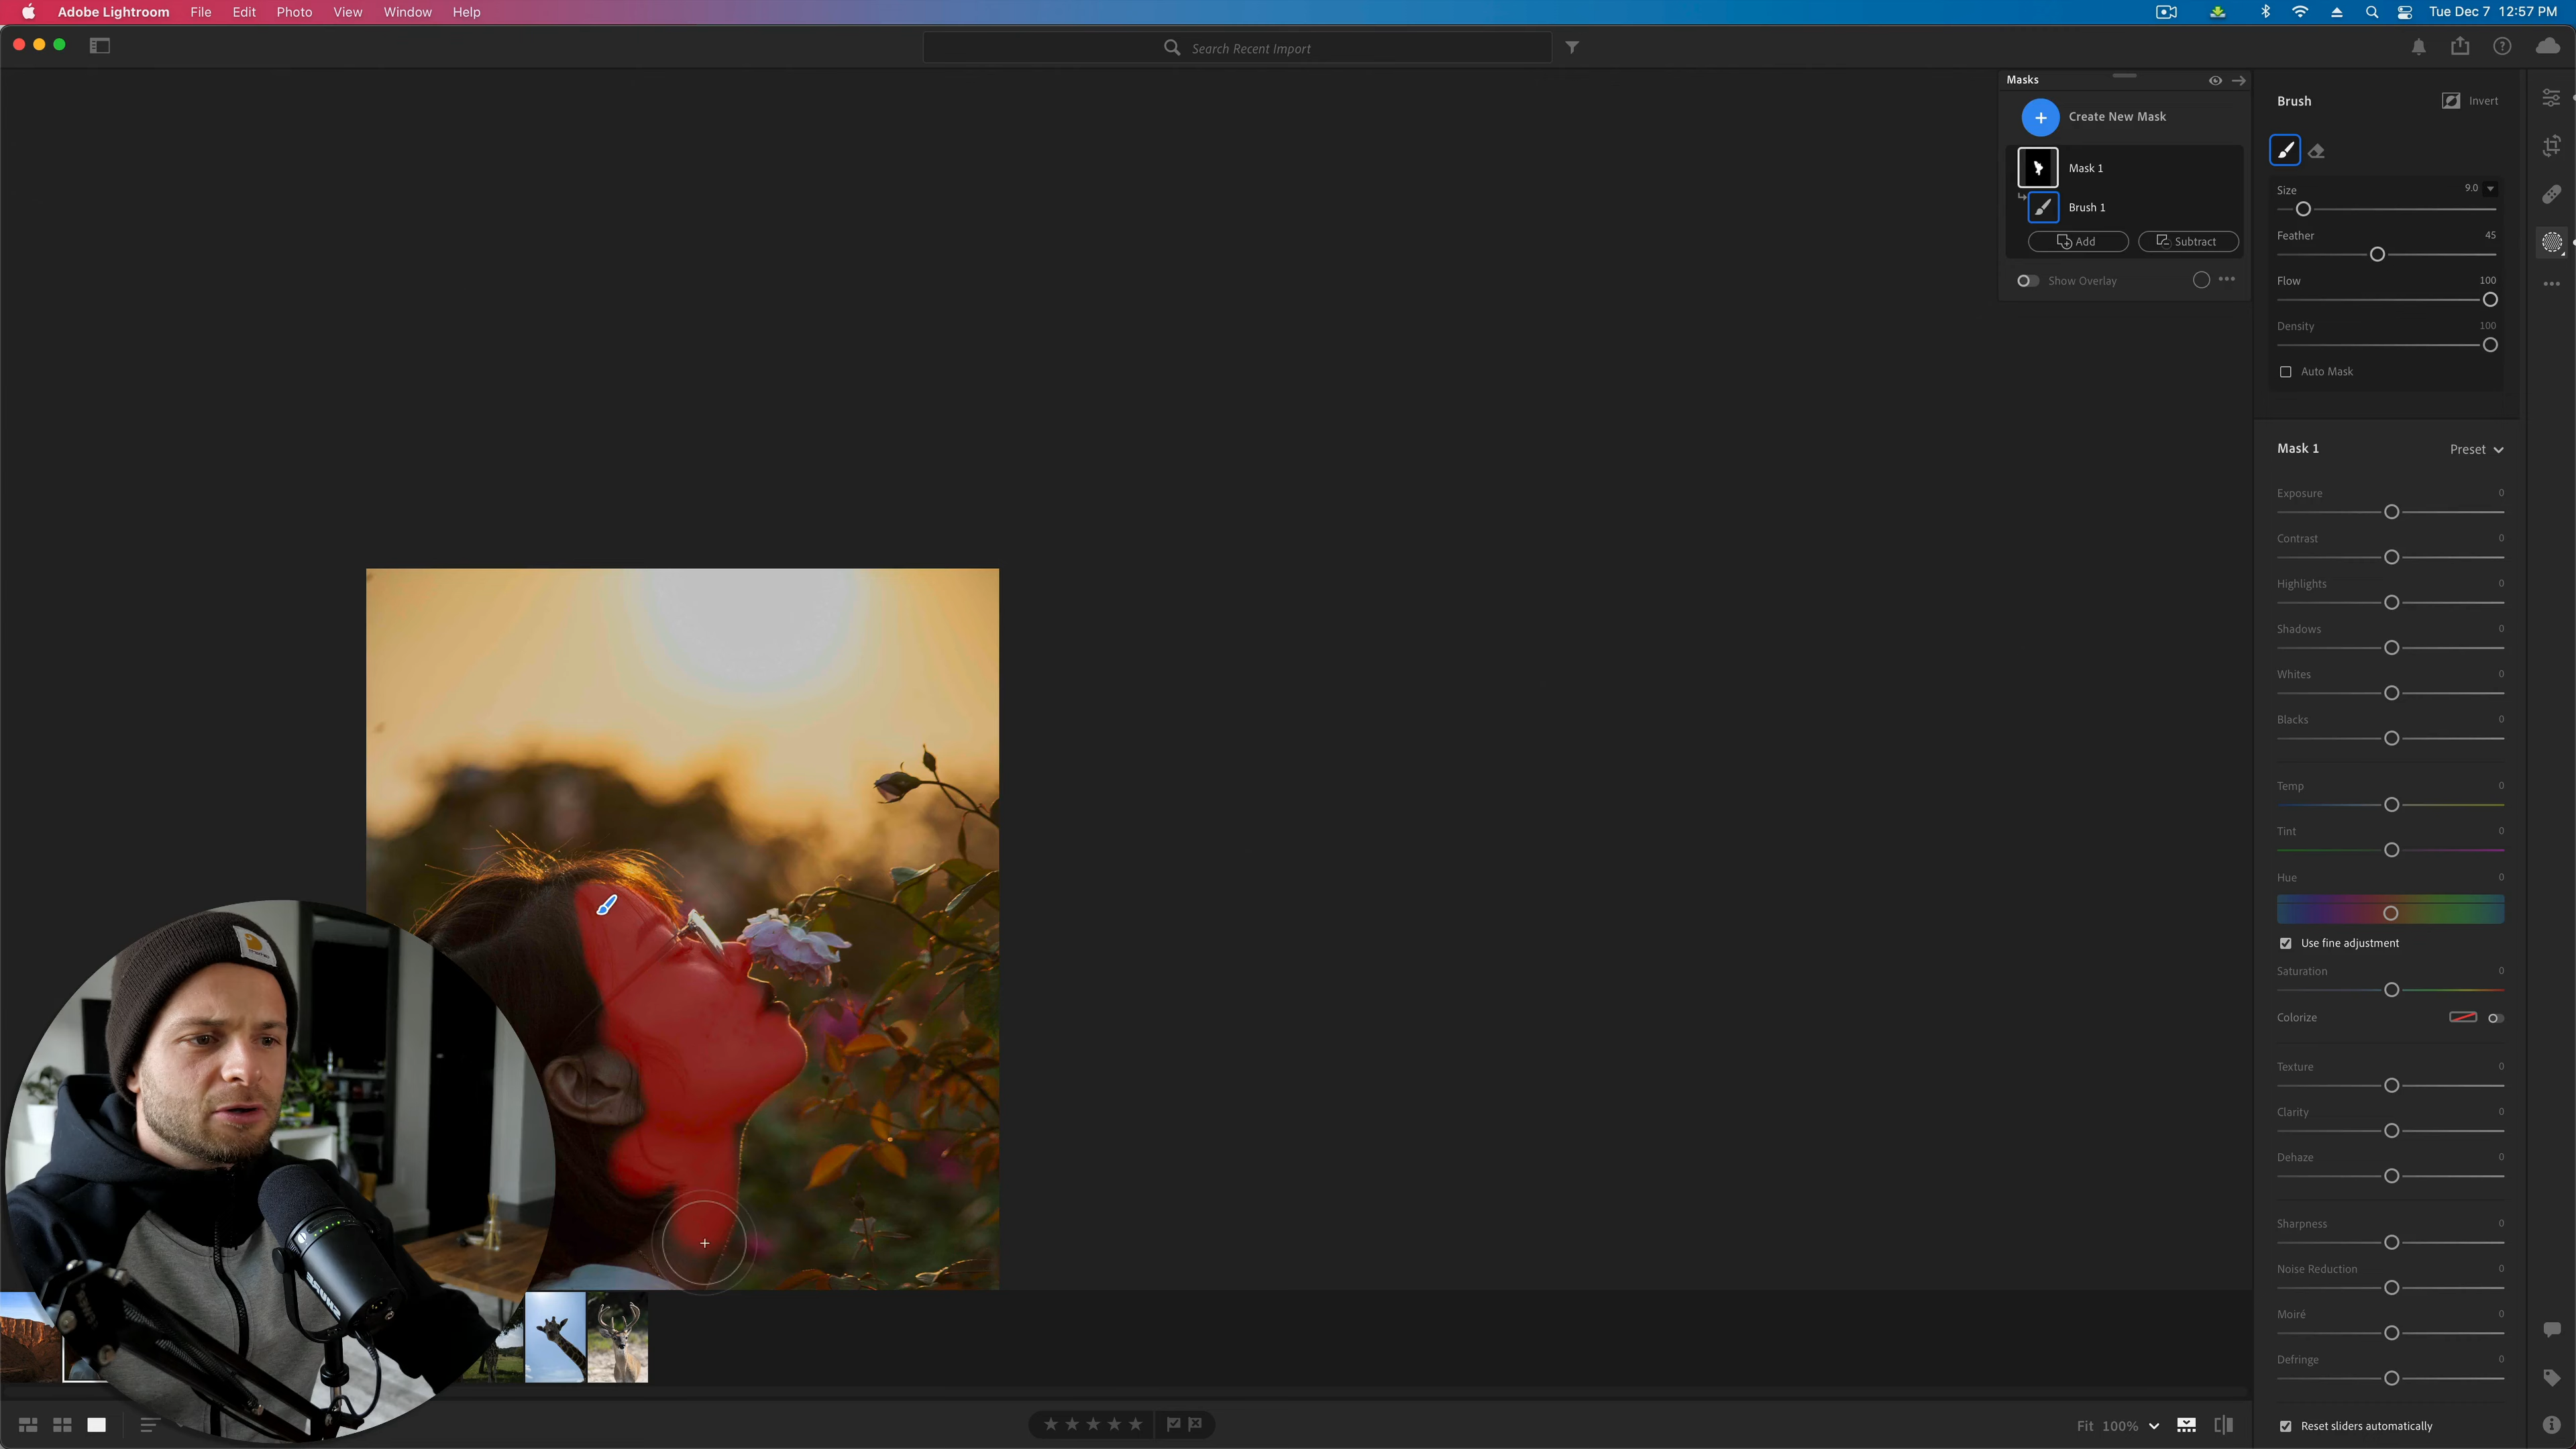 Adobe Lightroom File Edit Photo View Window Help Tue Dec 7 12:57 PM
Search Recent Import
Masks
Create New Mask
Mask 1
Brush 1
Add Subtract
Show Overlay
Brush Invert
Size 9.0
Feather 45
Flow 100
Density 100
Auto Mask
Mask 1 Preset
Exposure 0
Contrast 0
Highlights 0
Shadows 0
Whites 0
Blacks 0
Temp 0
Tint 0
Hue 0
Use fine adjustment
Saturation 0
Colorize
Texture 0
Clarity 0
Dehaze 0
Sharpness 0
Noise Reduction 0
Moiré 0
Defringe 0
Fit 100%
Reset sliders automatically